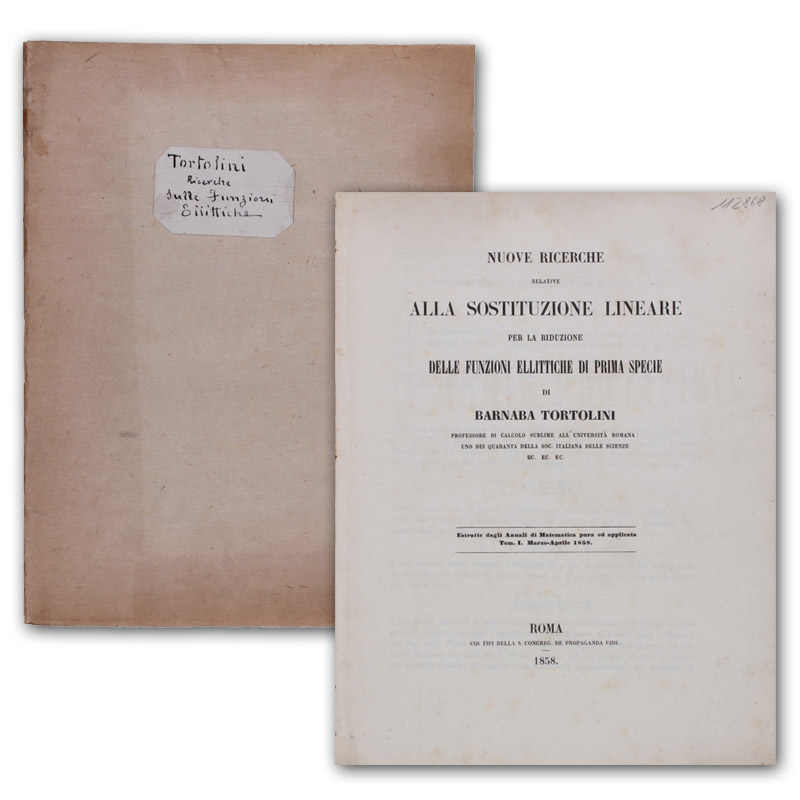 Tortolini
Ricerche
Sulle Funzioni
Ellittiche
112868
NUOVE RICERCHE
RELATIVE
ALLA SOSTITUZIONE LINEARE
PER LA RIDUZIONE
DELLE FUNZIONI ELLITTICHE DI PRIMA SPECIE
DI
BARNABA TORTOLINI
PROFESSORE DI CALCOLO SUBLIME ALL'UNIVERSITÀ ROMANA:
UNO DEI QUARANTA DELLA SOC. ITALIANA DELLE SCIENZE
EC. EC. EC.
Estratte dagli Annali di Matematica pura ed applicata
Tom. I. Marzo-Aprile 1858.
ROMA
COI TIPI DELLA S. CONGREG. DE PROPAGANDA FIDE.
1858.